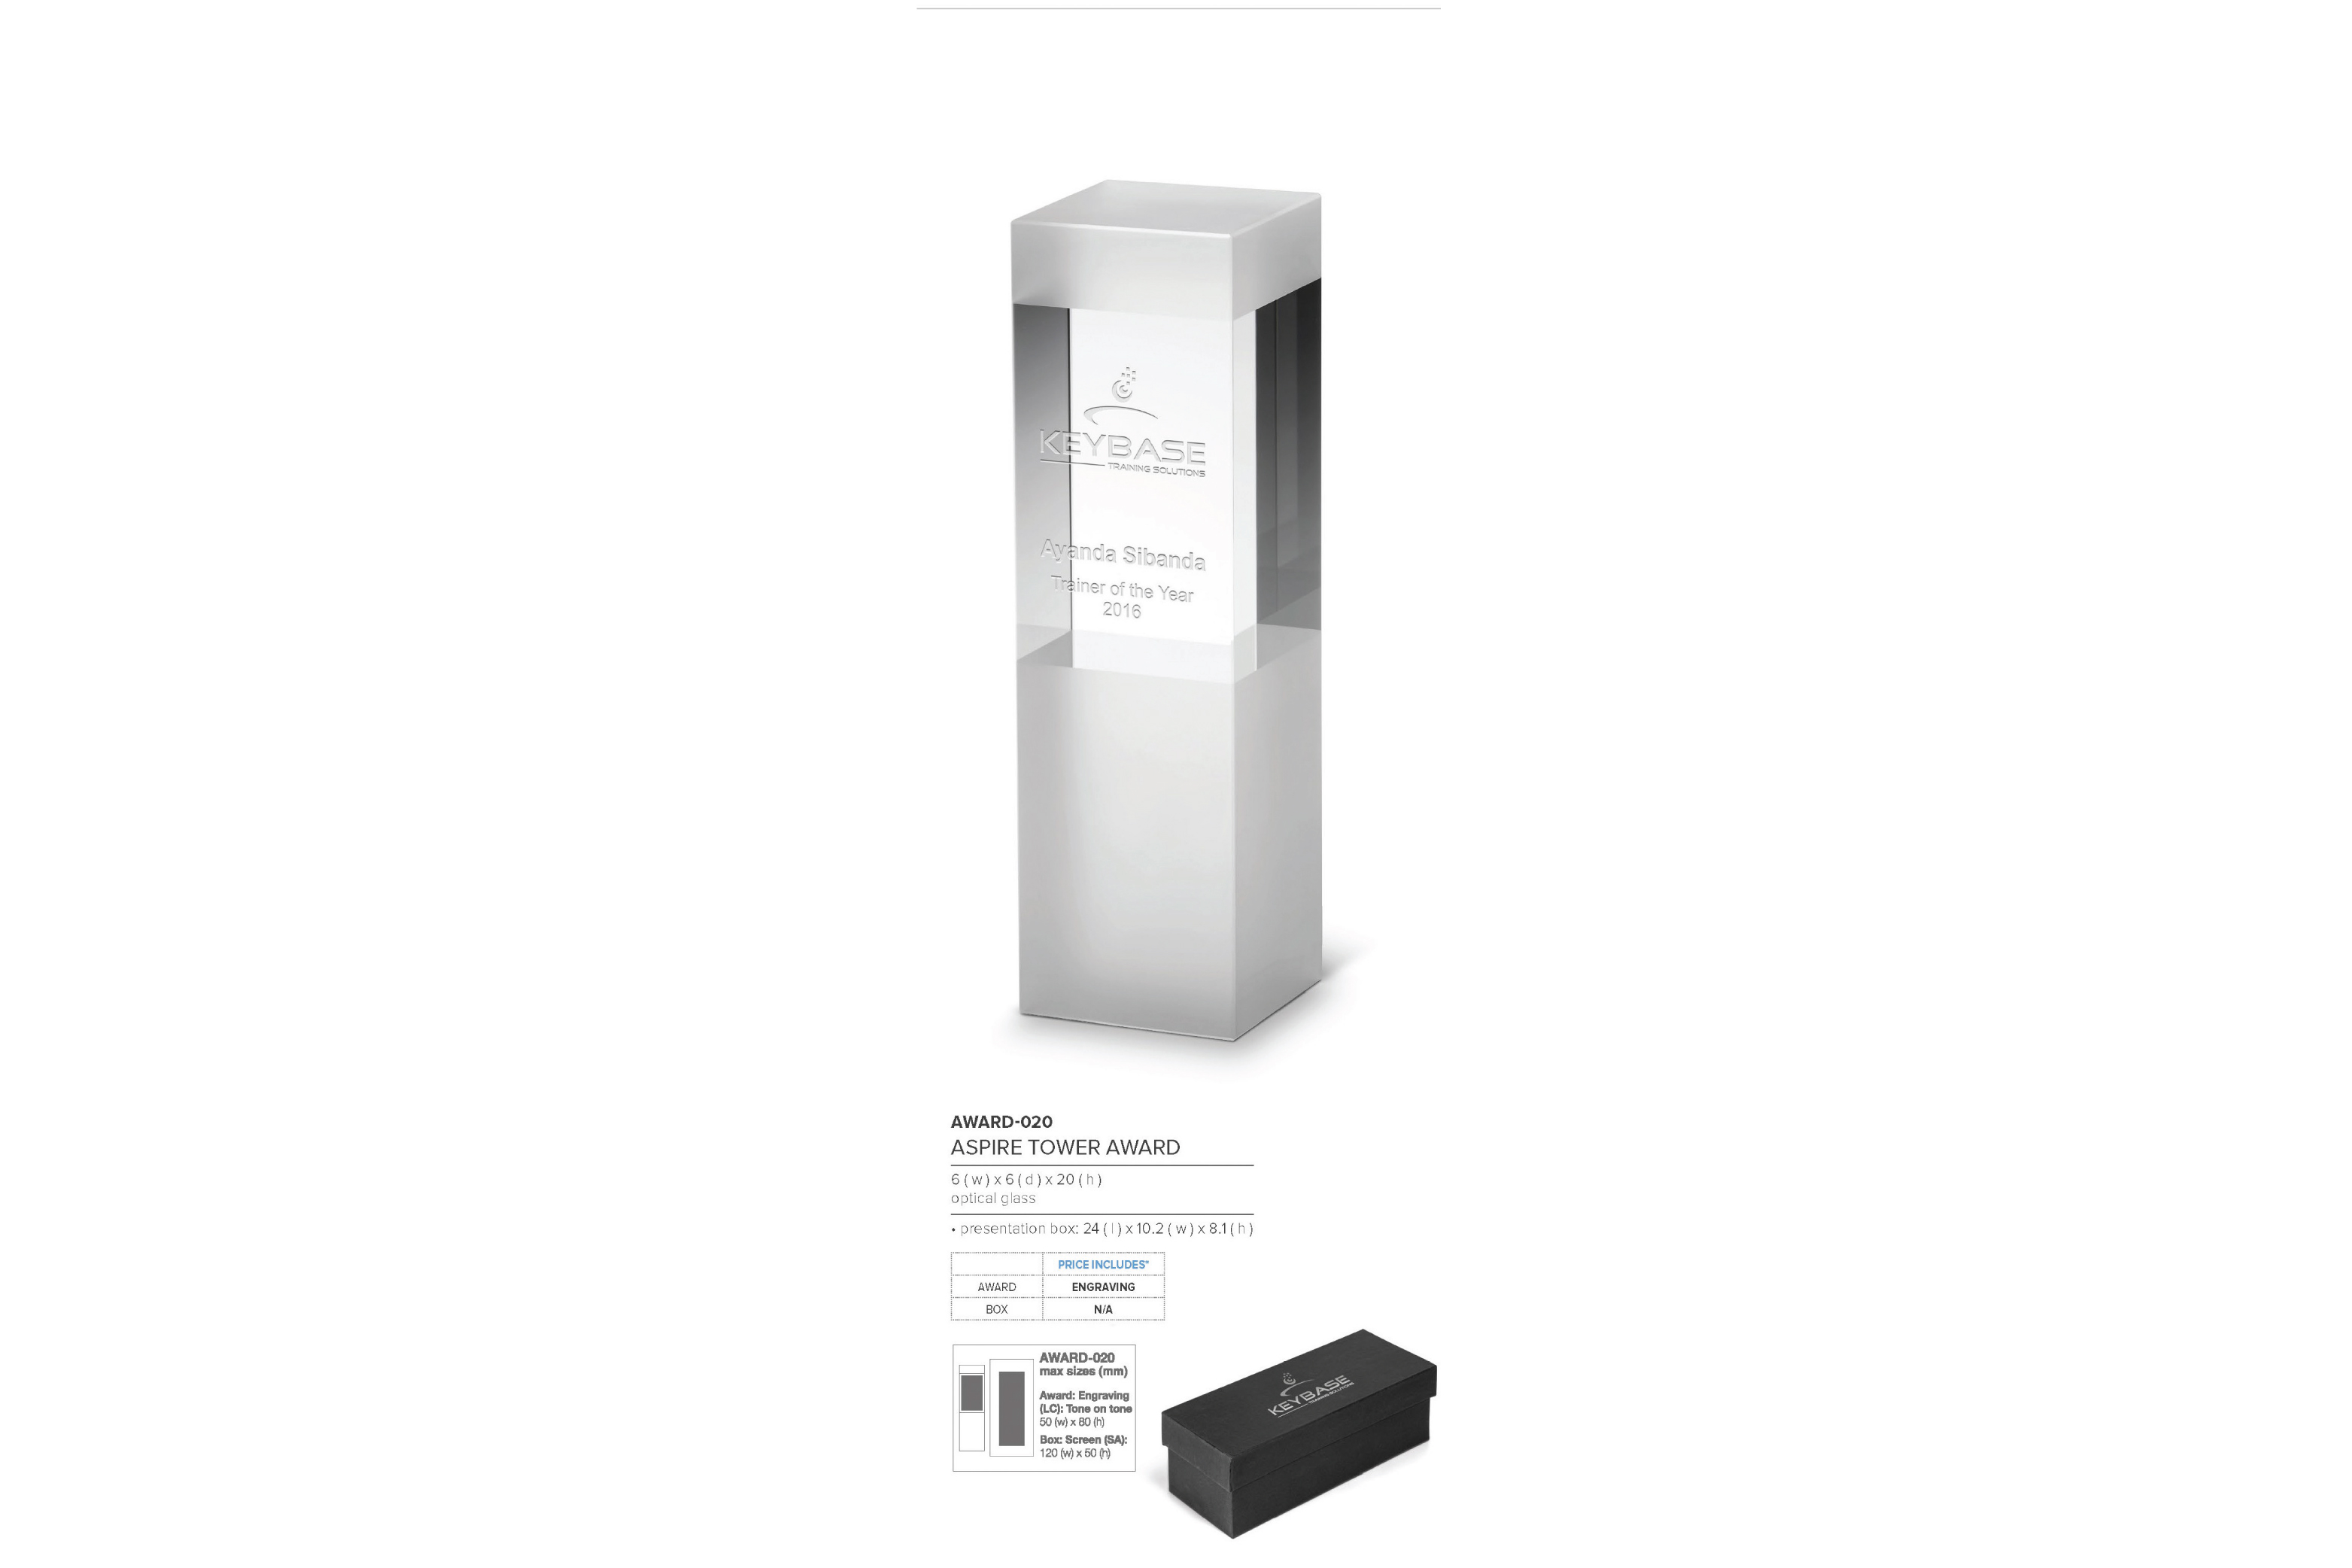 KEYBASE
TRAINING SOLUTIONS
Ayanda Sibanda
Trainer of the Year
2016
AWARD-020
ASPIRE TOWER AWARD
6 ( w ) x 6 ( d ) x 20 ( h )
optical glass
• presentation box: 24 ( l ) x 10.2 ( w ) x 8.1 ( h )
PRICE INCLUDES*
AWARD ENGRAVING
BOX N/A
AWARD-020
max sizes (mm)
Award: Engraving
(LC): Tone on tone
50 (w) x 80 (h)
Box: Screen (SA):
120 (w) x 50 (h)
KEYBASE
TRAINING SOLUTIONS